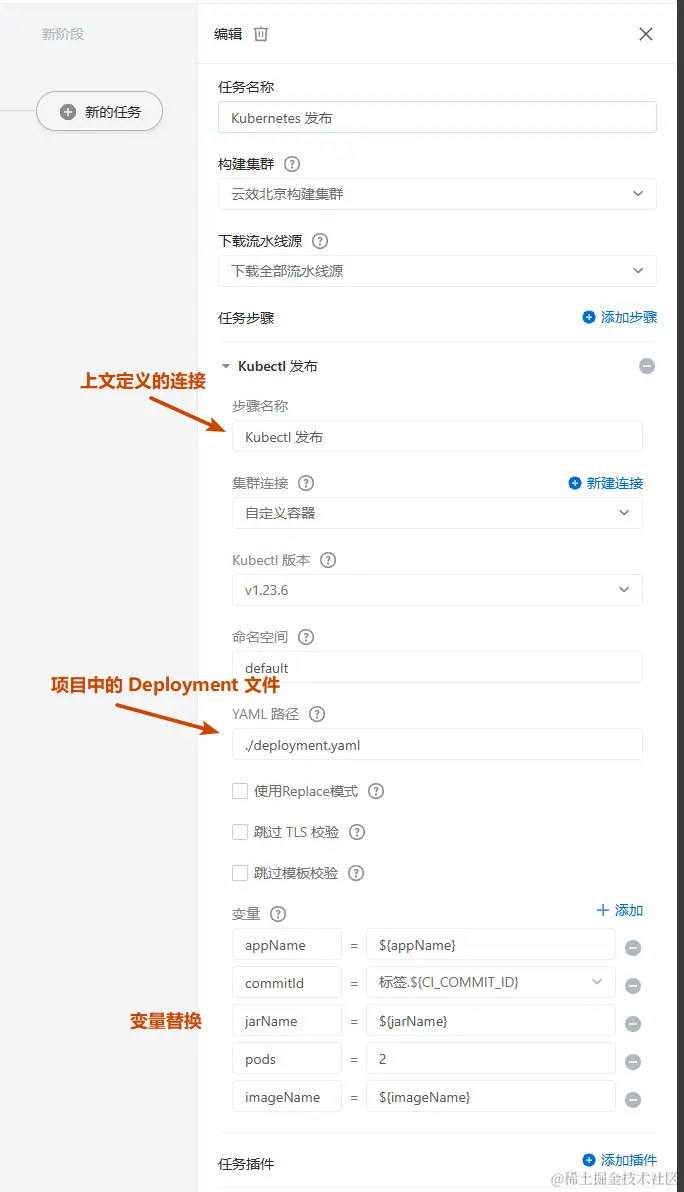 新阶段
编辑
新的任务
任务名称
Kubernetes 发布
构建集群
云效北京构建集群
下载流水线源
下载全部流水线源
任务步骤
添加步骤
Kubectl 发布
上文定义的连接
步骤名称
Kubectl 发布
集群连接
新建连接
自定义容器
Kubectl 版本
v1.23.6
命名空间
default
项目中的 Deployment 文件
YAML 路径
./deployment.yaml
使用Replace模式
跳过 TLS 校验
跳过模板校验
变量
添加
appName = ${appName}
commitId = 标签.${CI_COMMIT_ID}
变量替换
jarName = ${jarName}
pods = 2
imageName = ${imageName}
任务插件
添加插件
@稀土掘金技术社区